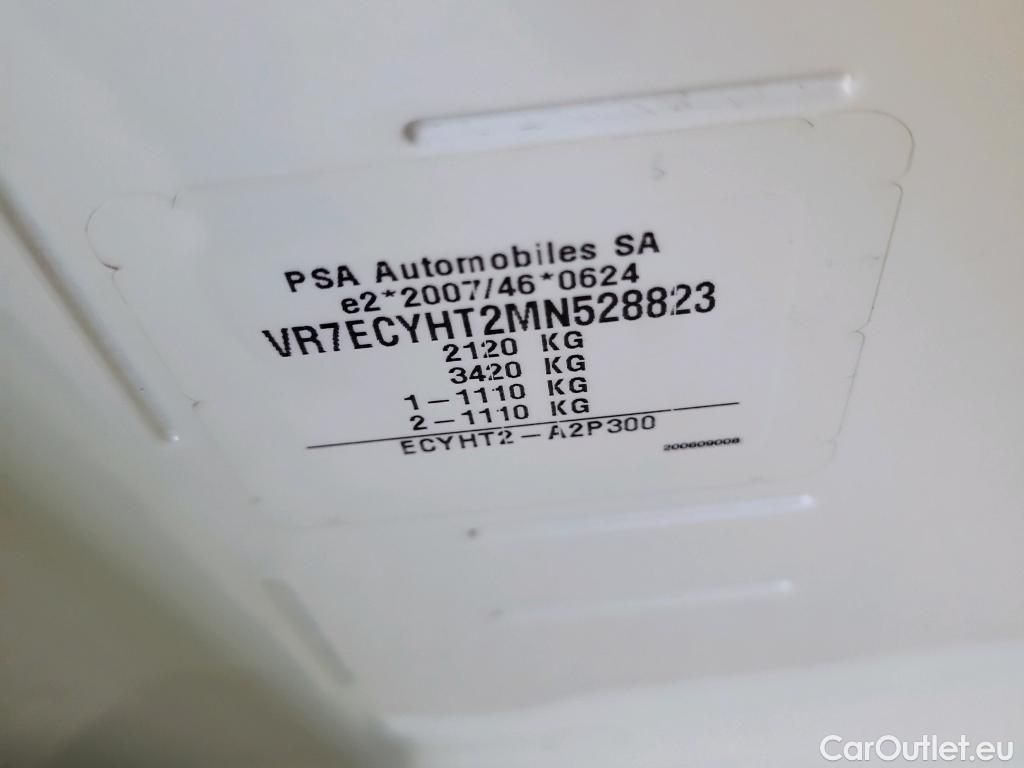 PSA Automobiles SA
e2*2007/46*0624
VR7ECYHT2MN528823
2120 KG
3420 KG
1-1110 KG
2-1110 KG
ECYHT2-A2P300
200609008
CarOutlet.eu